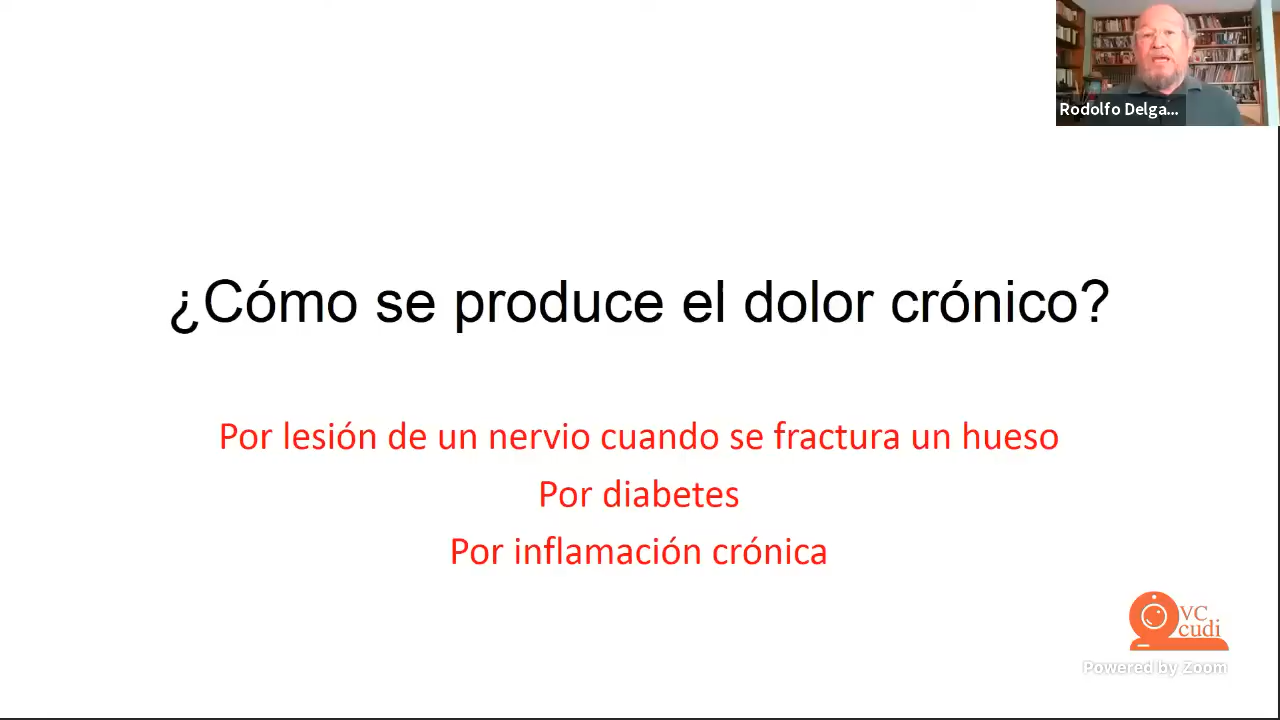 Rodolfo Delga...
¿Cómo se produce el dolor crónico?
Por lesión de un nervio cuando se fractura un hueso
Por diabetes
Por inflamación crónica
VC
cudi
Powered by Zoom